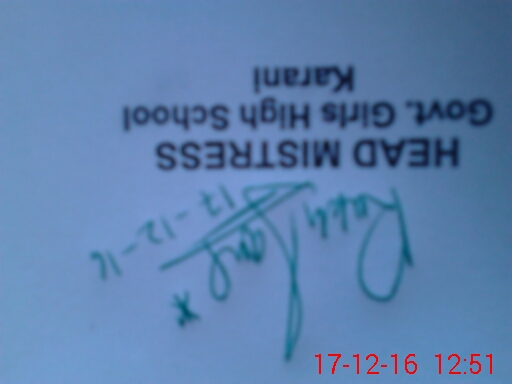 17-12-16
HEAD MISTRESS
Govt. Girls High School
Karani
17-12-16 12:51